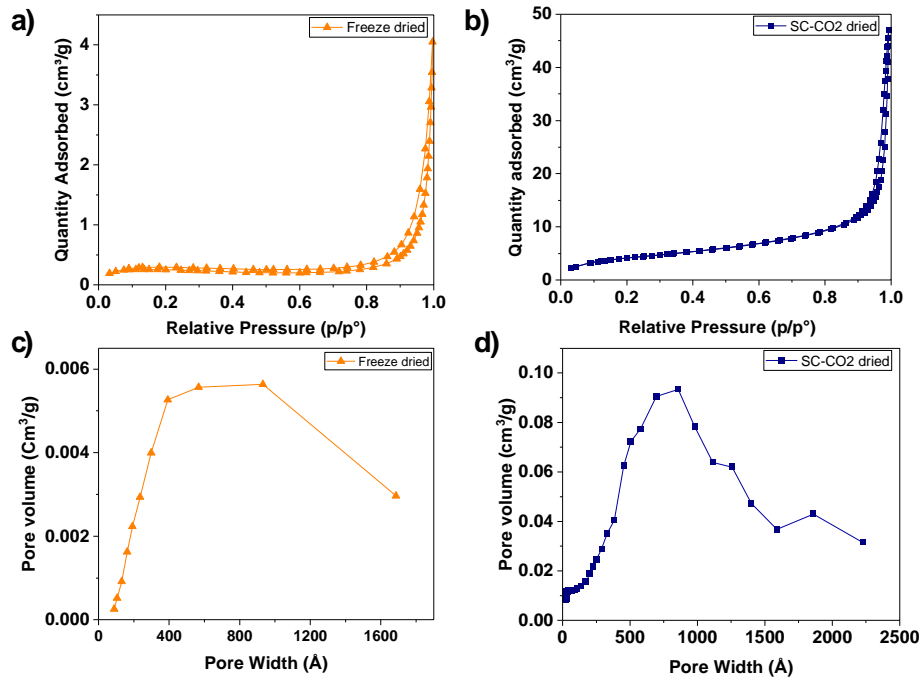 a)
Freeze dried
Quantity Adsorbed (cm³/g)
4
3
2
1
0
0.0 0.2 0.4 0.6 0.8 1.0
Relative Pressure (p/p°)
b)
SC-CO2 dried
Quantity adsorbed (cm³/g)
50
40
30
20
10
0
0.0 0.2 0.4 0.6 0.8 1.0
Relative Pressure (p/p°)
c)
Freeze dried
Pore volume (Cm³/g)
0.006
0.004
0.002
0.000
0 400 800 1200 1600
Pore Width (Å)
d)
SC-CO2 dried
Pore volume (cm³/g)
0.10
0.08
0.06
0.04
0.02
0.00
0 500 1000 1500 2000 2500
Pore Width (Å)